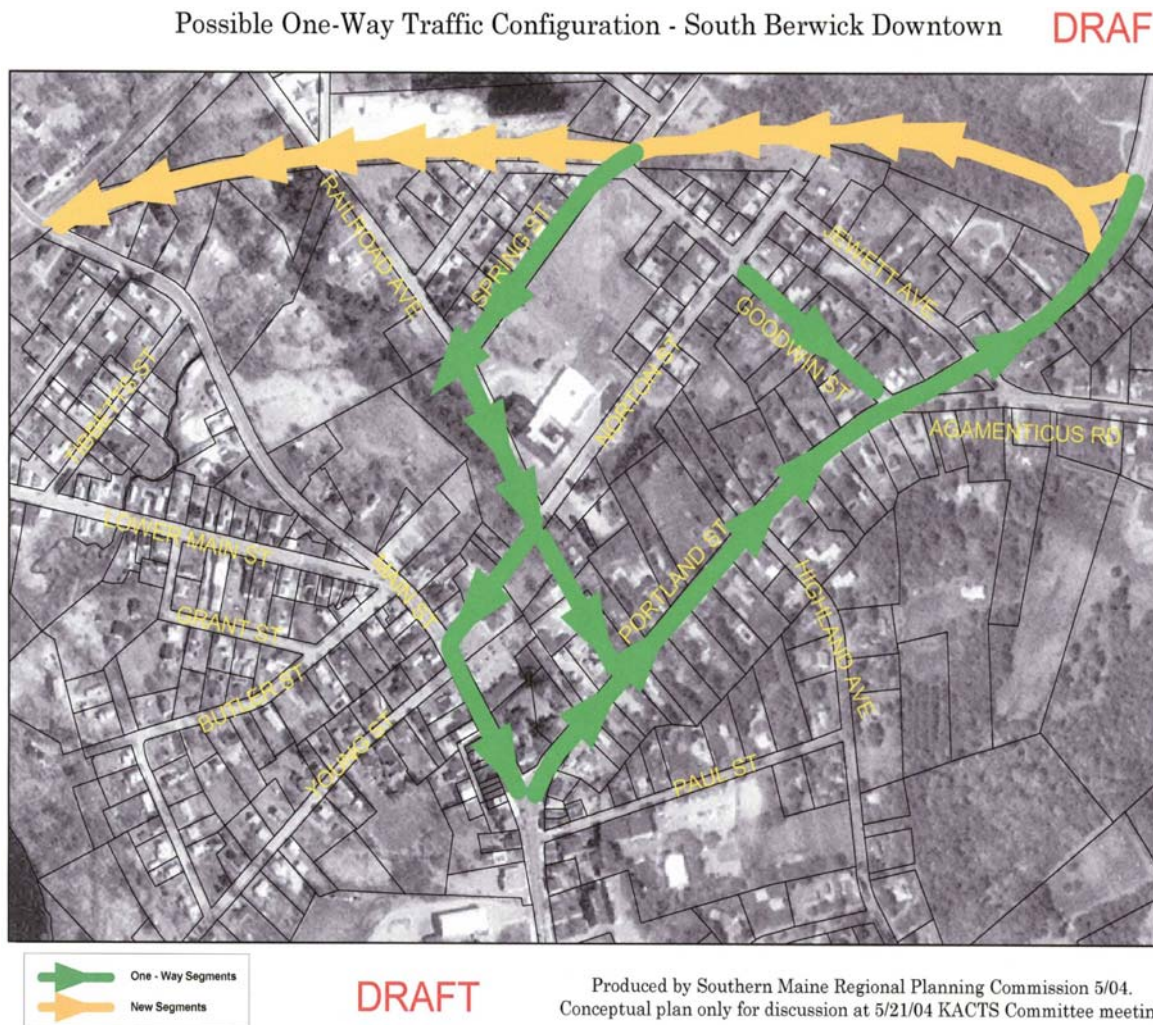 Possible One-Way Traffic Configuration - South Berwick Downtown
DRAF
RAILROAD AVE
SPRING ST
JEWETT AVE
GOODWIN ST
NORTON ST
TIBBETTS ST
AGAMENTICUS RD
LOWER MAIN ST
MAIN ST
PORTLAND ST
HIGHLAND AVE
GRANT ST
BUTLER ST
YOUNG ST
PAUL ST
One - Way Segments
New Segments
DRAFT
Produced by Southern Maine Regional Planning Commission 5/04.
Conceptual plan only for discussion at 5/21/04 KACTS Committee meetin